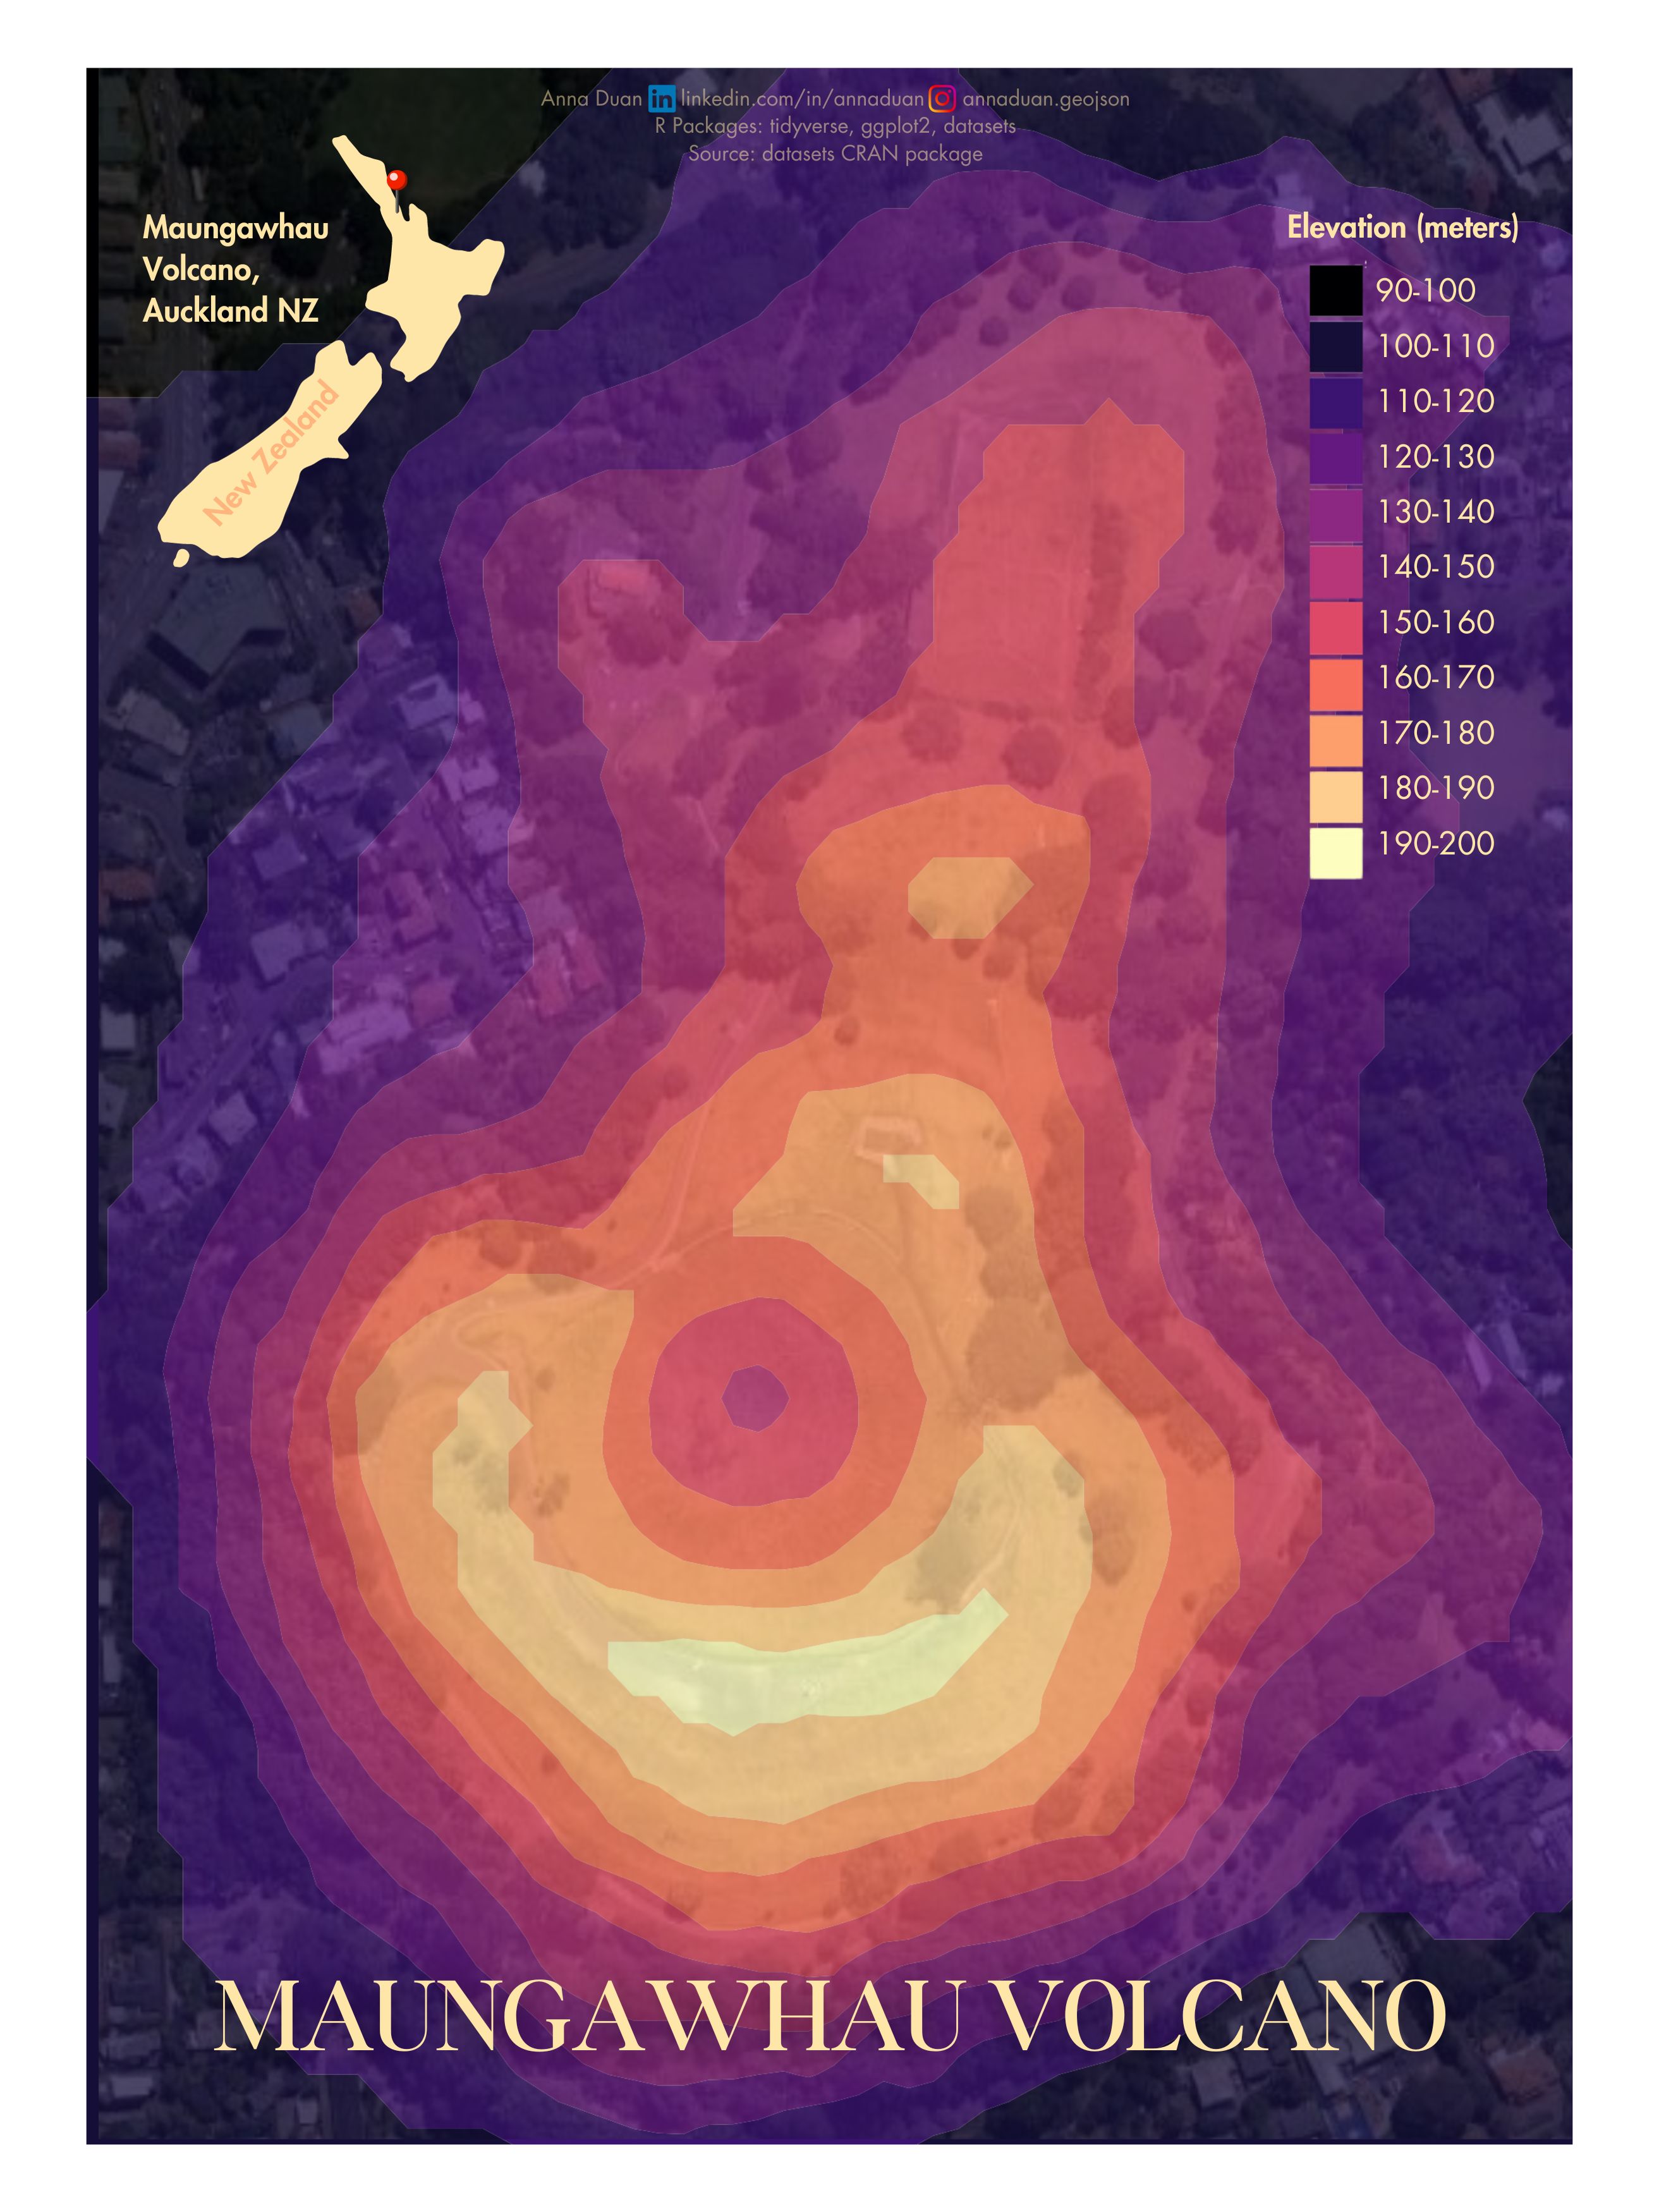 Anna Duan in linkedin.com/in/annaduan annaduan.geojson
R Packages: tidyverse, ggplot2, datasets
Source: datasets CRAN package
Maungawhau
Volcano,
Auckland NZ
New Zealand
Elevation (meters)
90-100
100-110
110-120
120-130
130-140
140-150
150-160
160-170
170-180
180-190
190-200
MAUNGAWHAU VOLCANO